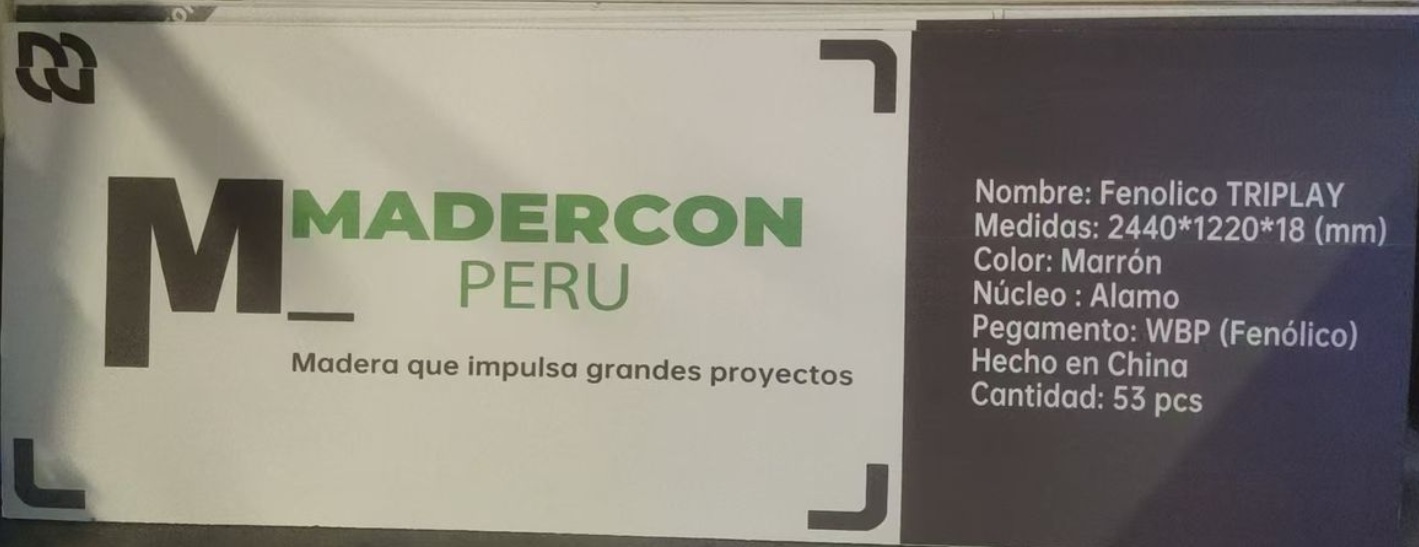 M_
MADERCON
PERU
Madera que impulsa grandes proyectos
Nombre: Fenolico TRIPLAY
Medidas: 2440*1220*18 (mm)
Color: Marrón
Núcleo : Alamo
Pegamento: WBP (Fenólico)
Hecho en China
Cantidad: 53 pcs